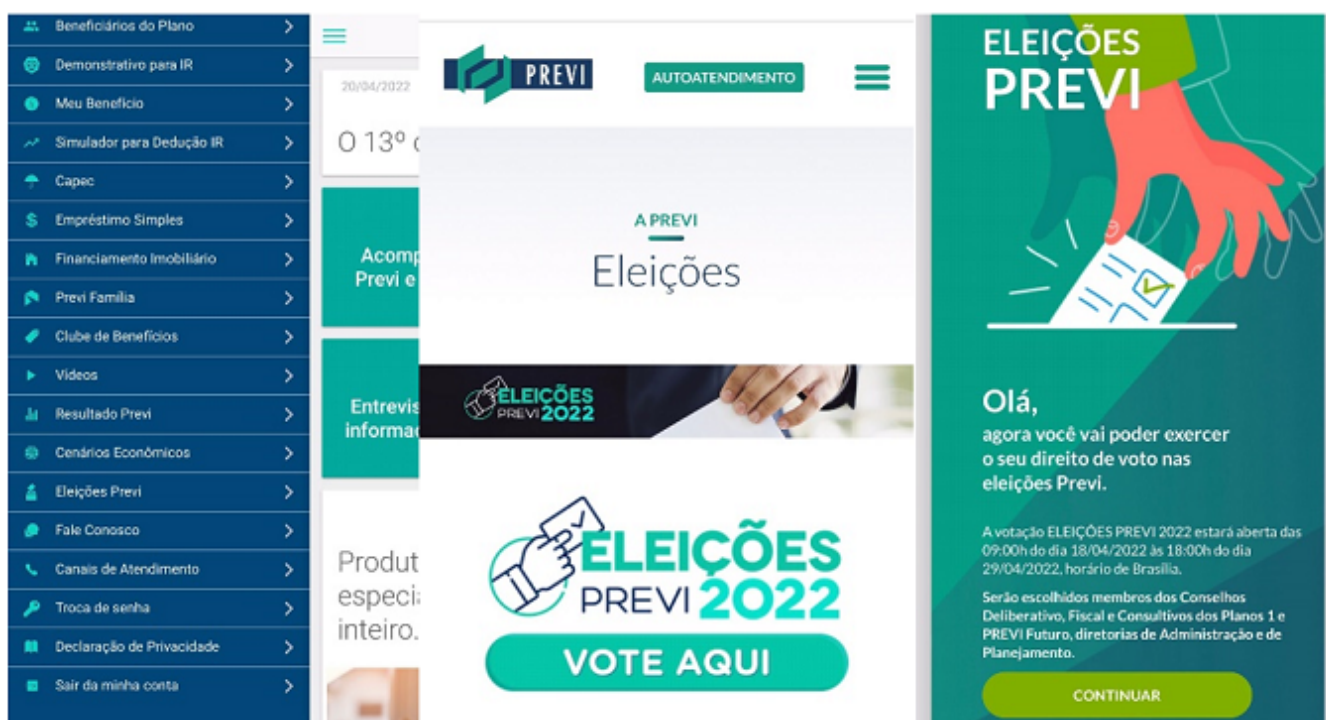 Beneficiários do Plano
Demonstrativo para IR
Meu Benefício
Simulador para Dedução IR
Capec
Empréstimo Simples
Financiamento Imobiliário
Previ Família
Clube de Benefícios
Vídeos
Resultado Previ
Cenários Econômicos
Eleições Previ
Fale Conosco
Canais de Atendimento
Troca de senha
Declaração de Privacidade
Sair da minha conta
20/04/2022
O 13º
Acomp
Previ e
Entrevis
informa
Produt
especi
inteiro.
PREVI
AUTOATENDIMENTO
A PREVI
Eleições
ELEIÇÕES
PREVI 2022
ELEIÇÕES
PREVI 2022
VOTE AQUI
ELEIÇÕES
PREVI
Olá,
agora você vai poder exercer
o seu direito de voto nas
eleições Previ.
A votação ELEIÇÕES PREVI 2022 estará aberta das
09:00h do dia 18/04/2022 às 18:00h do dia
29/04/2022, horário de Brasília.
Serão escolhidos membros dos Conselhos
Deliberativo, Fiscal e Consultivos dos Planos 1 e
PREVI Futuro, diretorias de Administração e de
Planejamento.
CONTINUAR